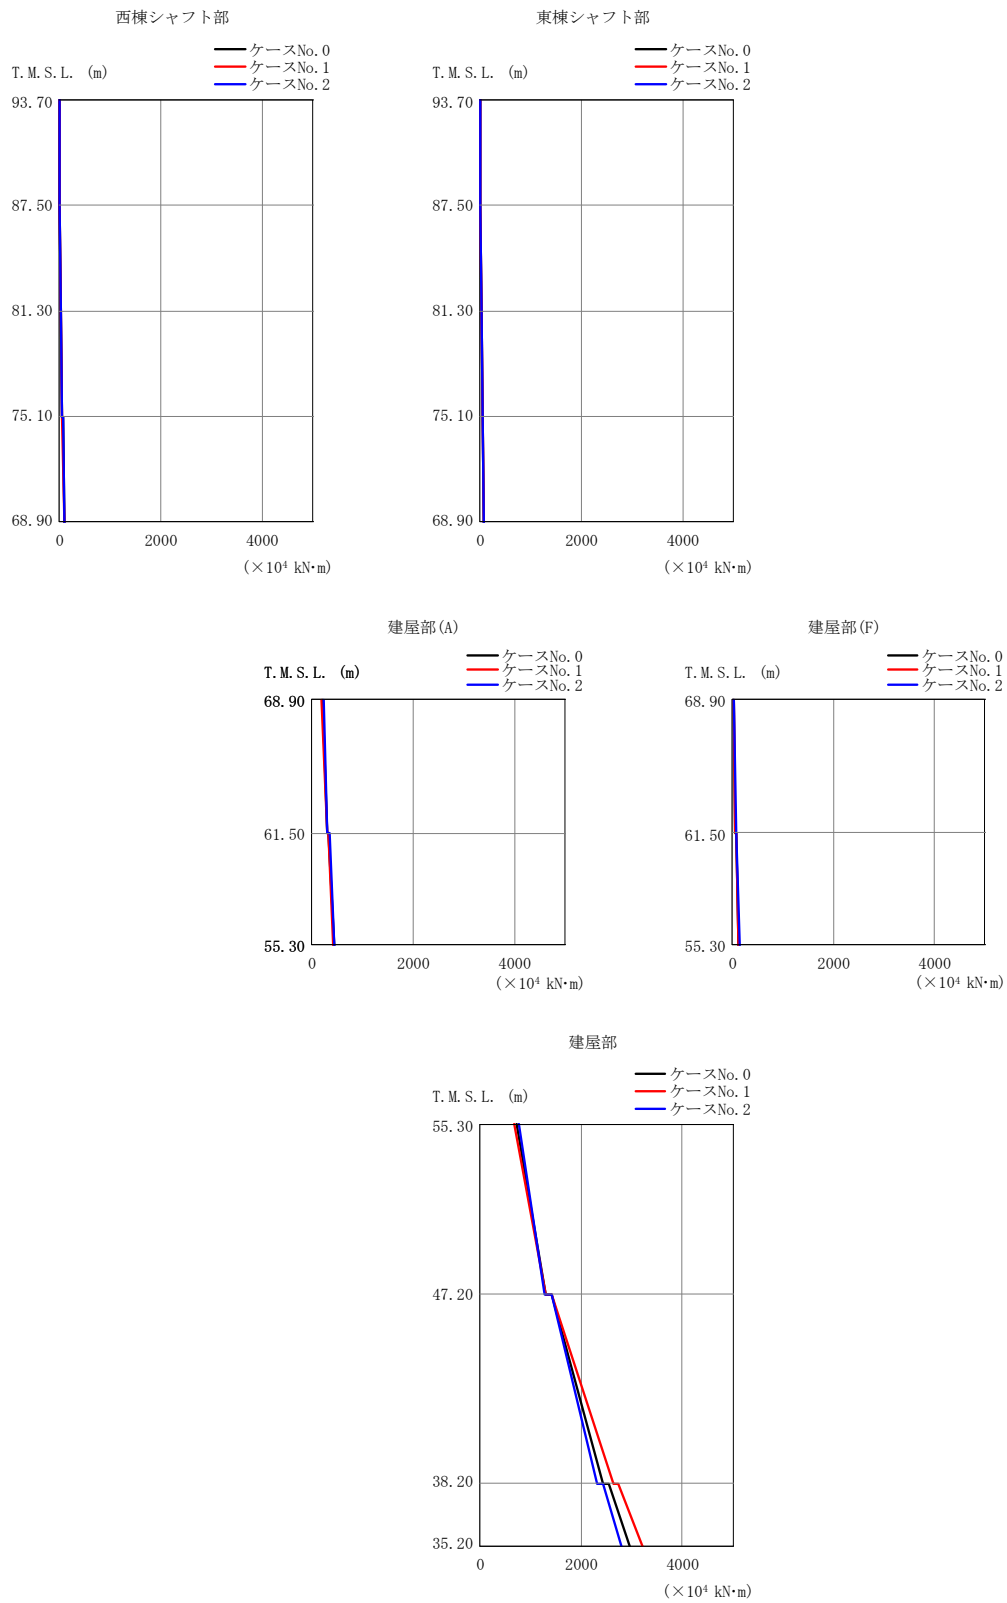 西棟シャフト部
ケースNo.0
ケースNo.1
ケースNo.2
T.M.S.L. (m)
93.70
87.50
81.30
75.10
68.90
0 2000 4000
(×10⁴ kN·m)
東棟シャフト部
ケースNo.0
ケースNo.1
ケースNo.2
T.M.S.L. (m)
93.70
87.50
81.30
75.10
68.90
0 2000 4000
(×10⁴ kN·m)
建屋部(A)
ケースNo.0
ケースNo.1
ケースNo.2
T.M.S.L. (m)
68.90
61.50
55.30
0 2000 4000
(×10⁴ kN·m)
建屋部(F)
ケースNo.0
ケースNo.1
ケースNo.2
T.M.S.L. (m)
68.90
61.50
55.30
0 2000 4000
(×10⁴ kN·m)
建屋部
ケースNo.0
ケースNo.1
ケースNo.2
T.M.S.L. (m)
55.30
47.20
38.20
35.20
0 2000 4000
(×10⁴ kN·m)